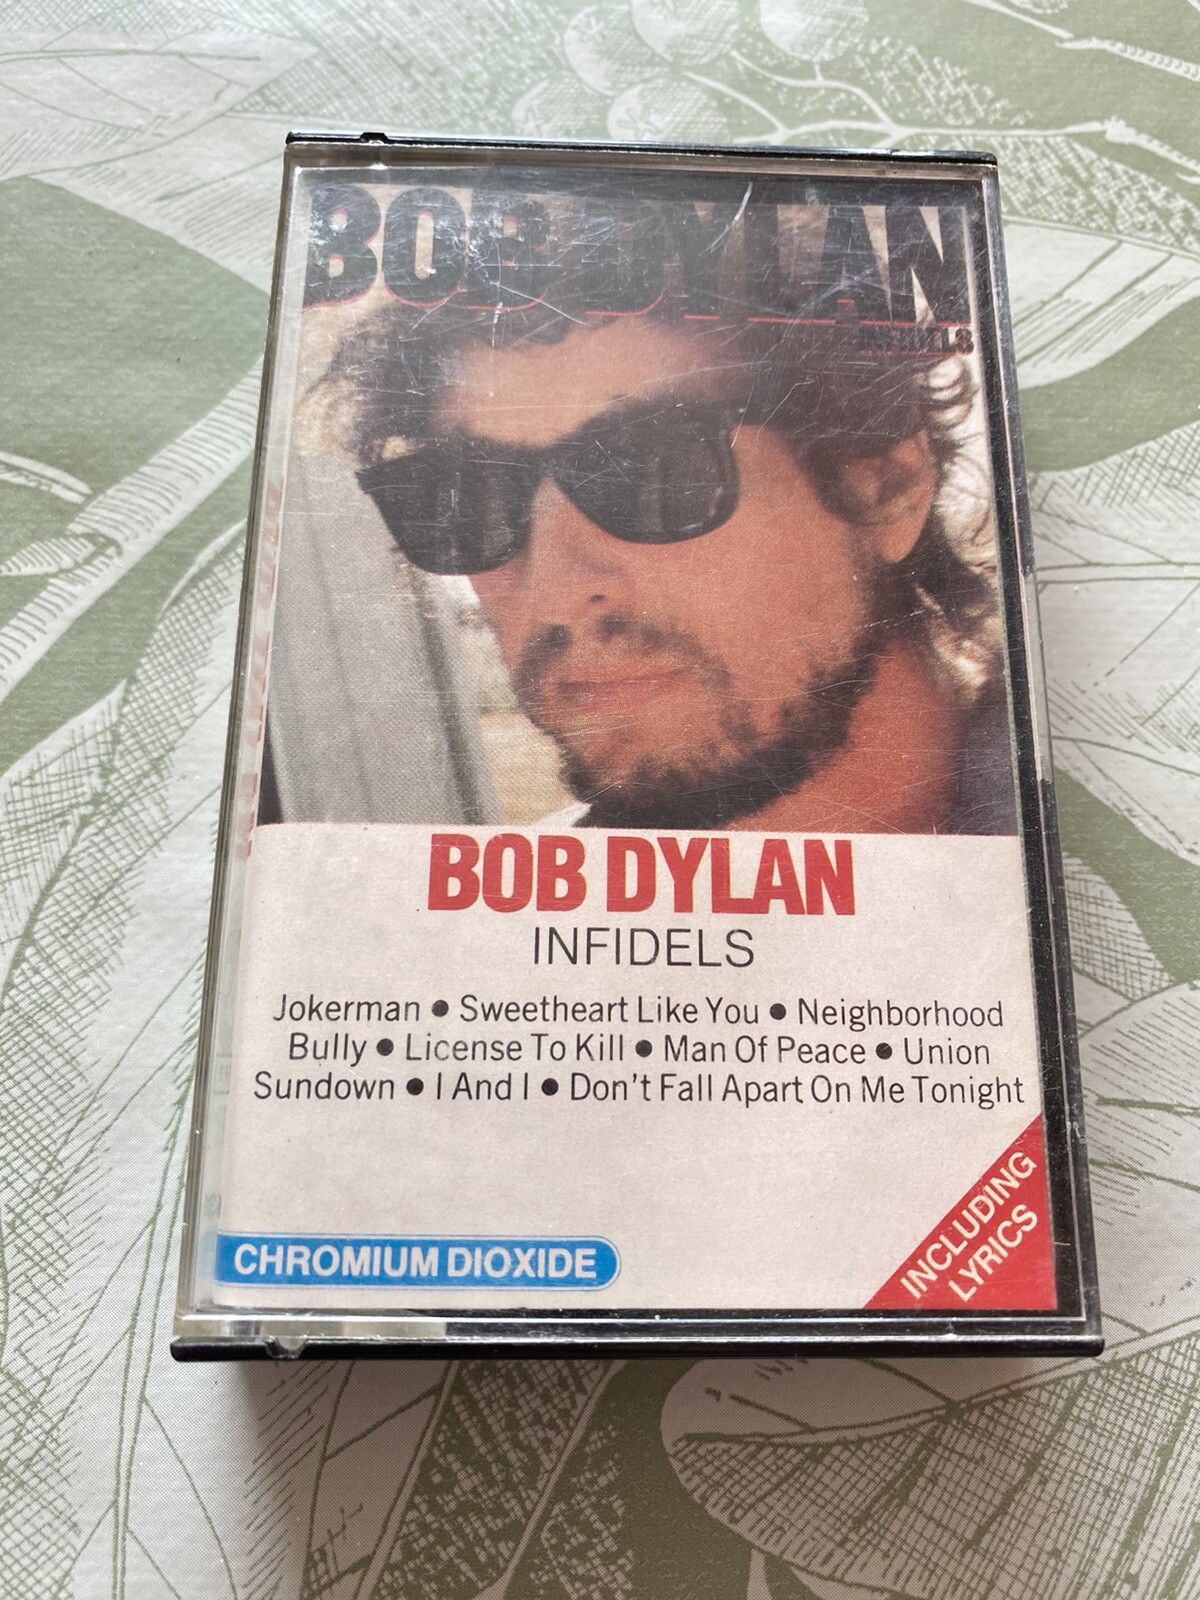 BOB DYLAN
INFIDELS
BOB DYLAN
INFIDELS
Jokerman ● Sweetheart Like You ● Neighborhood
Bully ● License To Kill ● Man Of Peace ● Union
Sundown ● I And I ● Don't Fall Apart On Me Tonight
INCLUDING
LYRICS
CHROMIUM DIOXIDE